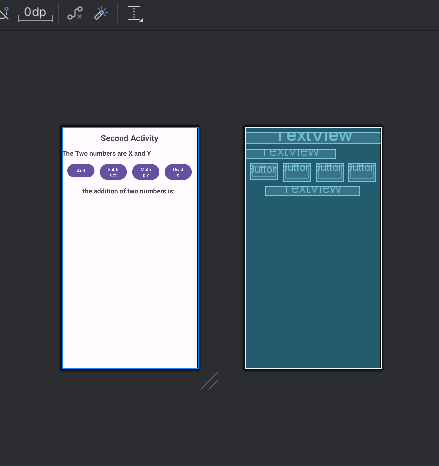 0dp
Second Activity
The Two numbers are X and Y
Add
the addition of two numbers is:
TextView
TextView
Button Button Button Button
TextView